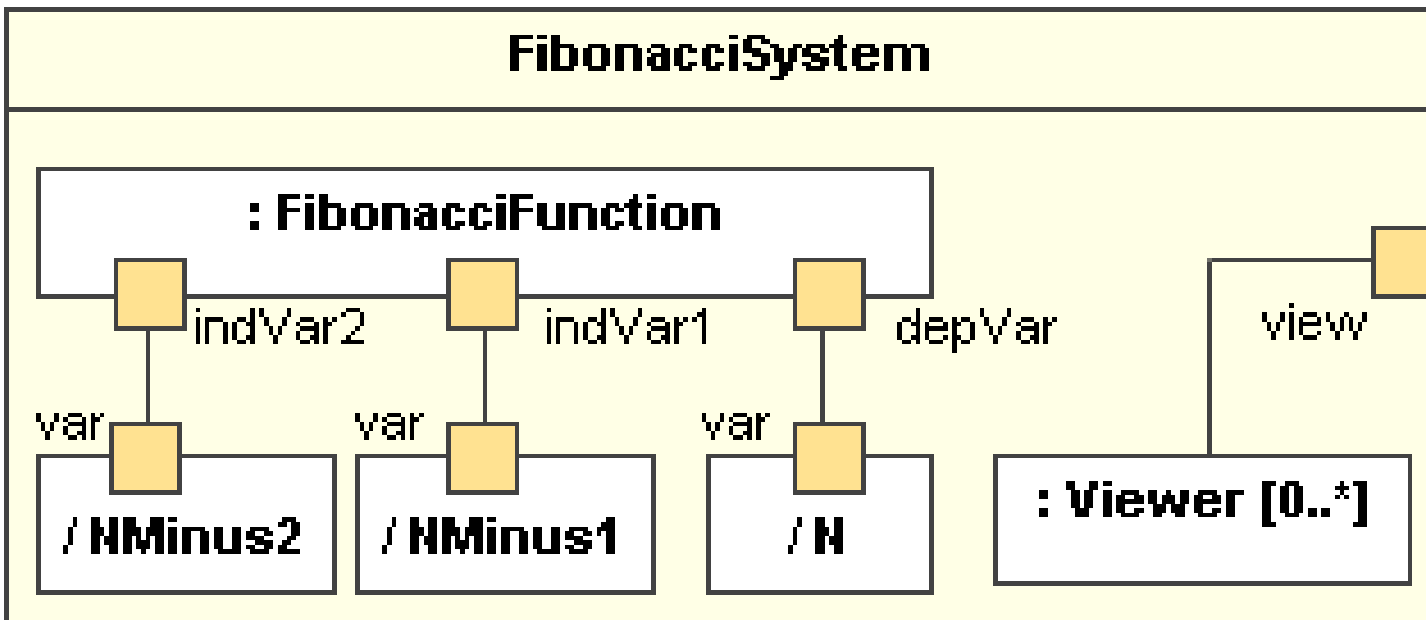 FibonacciSystem
: FibonacciFunction
indVar2
indVar1
depVar
view
var
var
var
/ NMinus2
/ NMinus1
/ N
: Viewer [0..*]